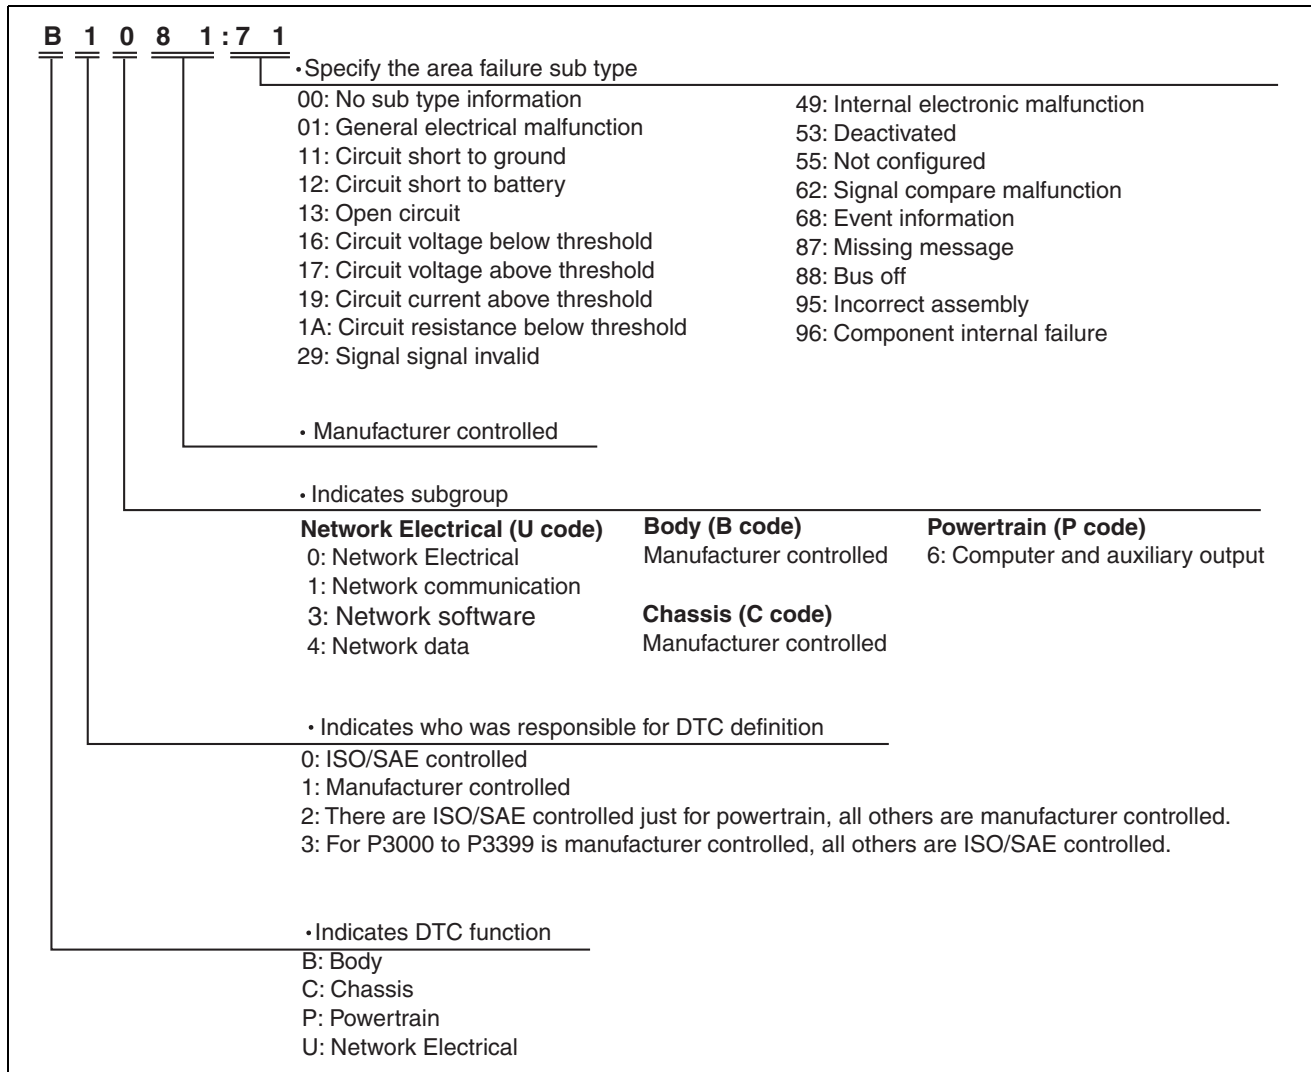 B 1 0 8 1:7 1
•Specify the area failure sub type
00: No sub type information
01: General electrical malfunction
11: Circuit short to ground
12: Circuit short to battery
13: Open circuit
16: Circuit voltage below threshold
17: Circuit voltage above threshold
19: Circuit current above threshold
1A: Circuit resistance below threshold
29: Signal signal invalid
49: Internal electronic malfunction
53: Deactivated
55: Not configured
62: Signal compare malfunction
68: Event information
87: Missing message
88: Bus off
95: Incorrect assembly
96: Component internal failure
• Manufacturer controlled
• Indicates subgroup
Network Electrical (U code)
0: Network Electrical
1: Network communication
3: Network software
4: Network data
Body (B code)
Manufacturer controlled
Chassis (C code)
Manufacturer controlled
Powertrain (P code)
6: Computer and auxiliary output
• Indicates who was responsible for DTC definition
0: ISO/SAE controlled
1: Manufacturer controlled
2: There are ISO/SAE controlled just for powertrain, all others are manufacturer controlled.
3: For P3000 to P3399 is manufacturer controlled, all others are ISO/SAE controlled.
•Indicates DTC function
B: Body
C: Chassis
P: Powertrain
U: Network Electrical